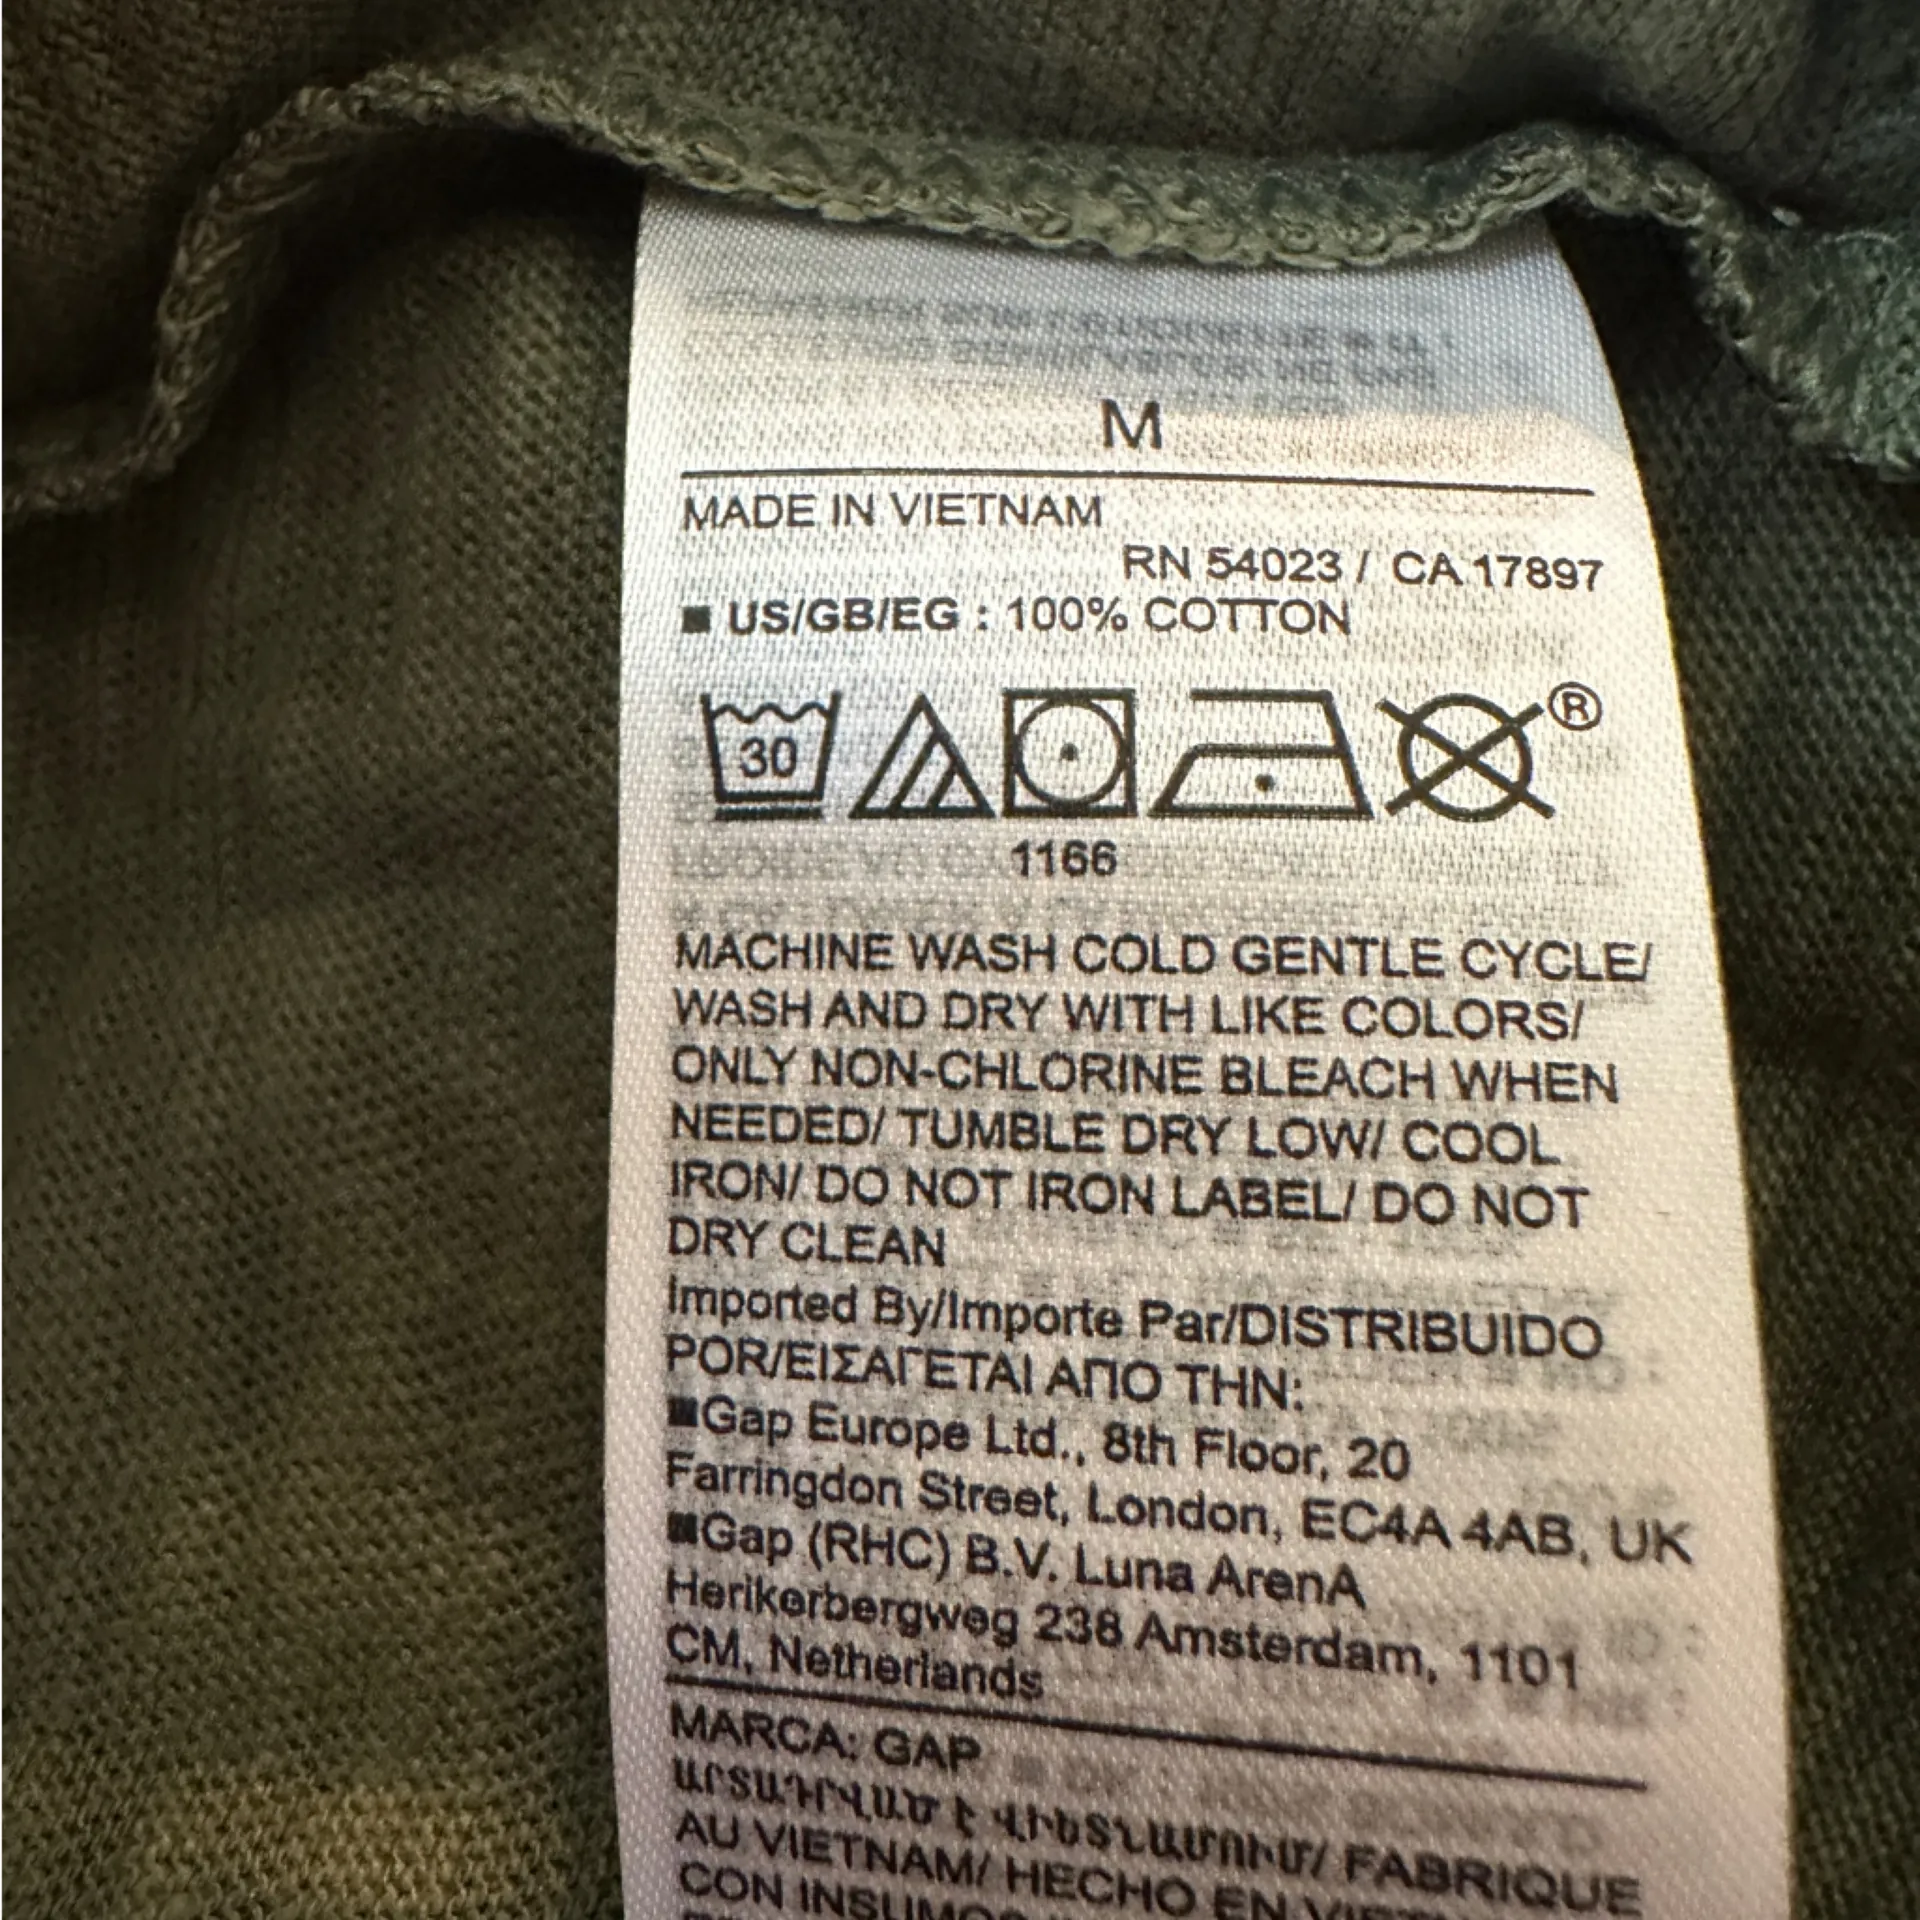 M
MADE IN VIETNAM
RN 54023 / CA 17897
■ US/GB/EG : 100% COTTON
30
®
1166
MACHINE WASH COLD GENTLE CYCLE/
WASH AND DRY WITH LIKE COLORS/
ONLY NON-CHLORINE BLEACH WHEN
NEEDED/ TUMBLE DRY LOW/ COOL
IRON/ DO NOT IRON LABEL/ DO NOT
DRY CLEAN
Imported By/Importe Par/DISTRIBUIDO
POR/ΕΙΣΑΓΕΤΑΙ ΑΠΟ ΤΗΝ:
■Gap Europe Ltd., 8th Floor, 20
Farringdon Street, London, EC4A 4AB, UK
■Gap (RHC) B.V. Luna ArenA
Herikerbergweg 238 Amsterdam, 1101
CM, Netherlands
MARCA: GAP
ԱՐՏԱԴՐՎԱԾ Է ՎԻԵՏՆԱՄՈՒՄ/ FABRIQUE
AU VIETNAM/ HECHO EN
CON INSUMOS